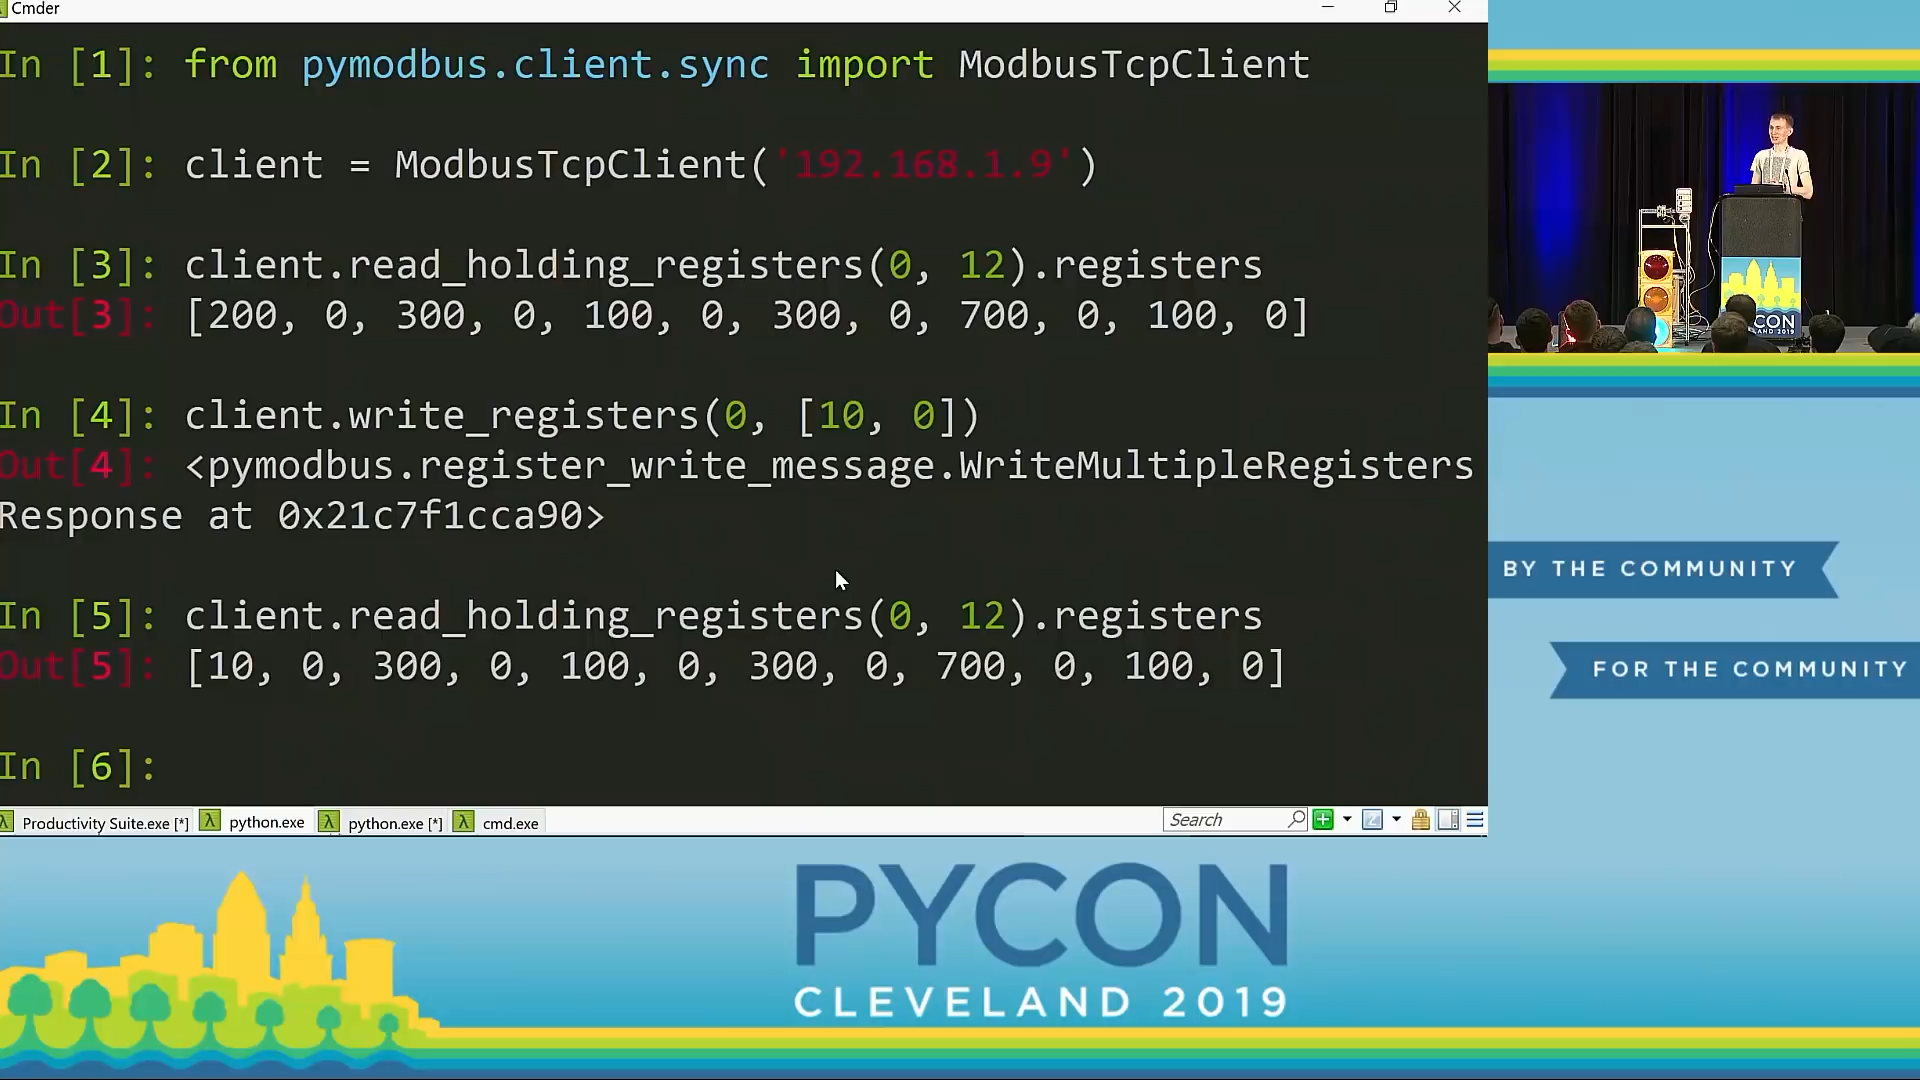 Cmder
In [1]: from pymodbus.client.sync import ModbusTcpClient
In [2]: client = ModbusTcpClient('192.168.1.9')
In [3]: client.read_holding_registers(0, 12).registers
Out[3]: [200, 0, 300, 0, 100, 0, 300, 0, 700, 0, 100, 0]
In [4]: client.write_registers(0, [10, 0])
Out[4]: <pymodbus.register_write_message.WriteMultipleRegisters
Response at 0x21c7f1cca90>
In [5]: client.read_holding_registers(0, 12).registers
Out[5]: [10, 0, 300, 0, 100, 0, 300, 0, 700, 0, 100, 0]
In [6]:
Productivity Suite.exe [*] python.exe python.exe [*] cmd.exe Search
CON
LAND 2019
BY THE COMMUNITY
FOR THE COMMUNITY
PYCON
CLEVELAND 2019